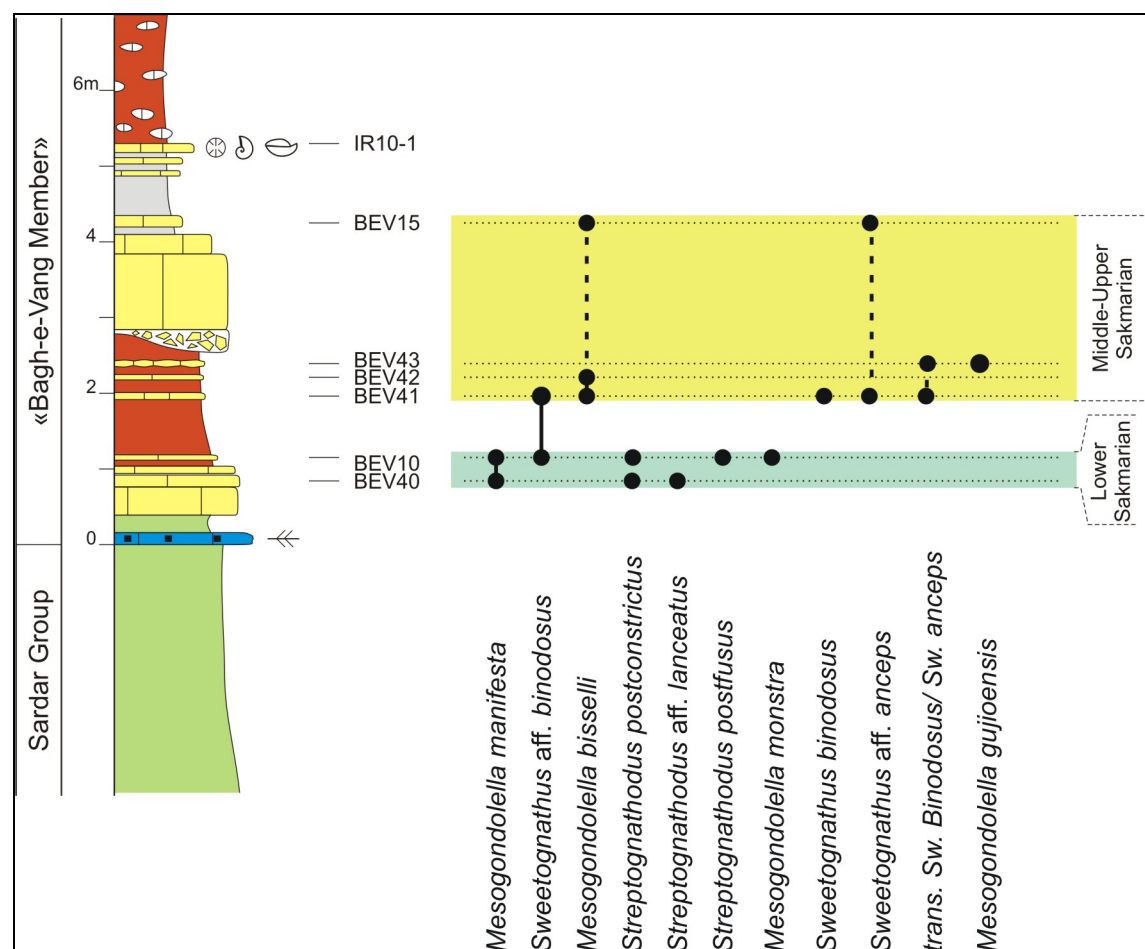 «Bagh-e-Vang Member»
Sardar Group
6m
4
2
0
IR10-1
BEV15
BEV43
BEV42
BEV41
BEV10
BEV40
Middle-Upper
Sakmarian
Lower
Sakmarian
Mesogondolella manifesta
Sweetognathus aff. binodosus
Mesogondolella bisselli
Streptognathodus postconstrictus
Streptognathodus aff. lanceatus
Streptognathodus postfusus
Mesogondolella monstra
Sweetognathus binodosus
Sweetognathus aff. anceps
trans. Sw. Binodosus/ Sw. anceps
Mesogondolella gujioensis